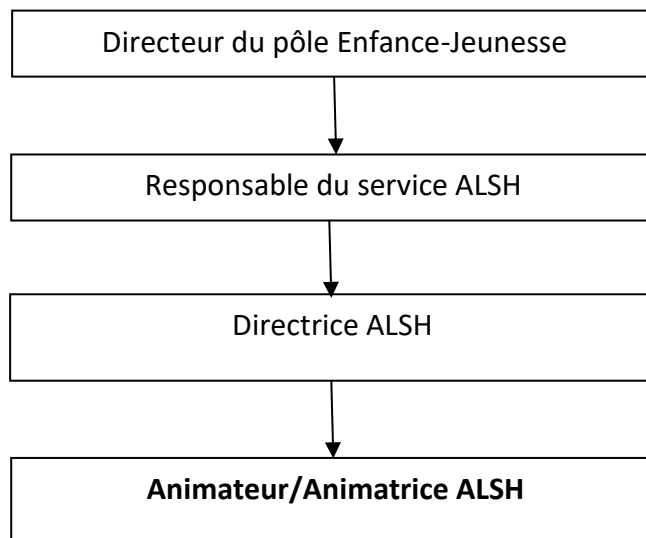 Directeur du pôle Enfance-Jeunesse
Responsable du service ALSH
Directrice ALSH
Animateur/Animatrice ALSH